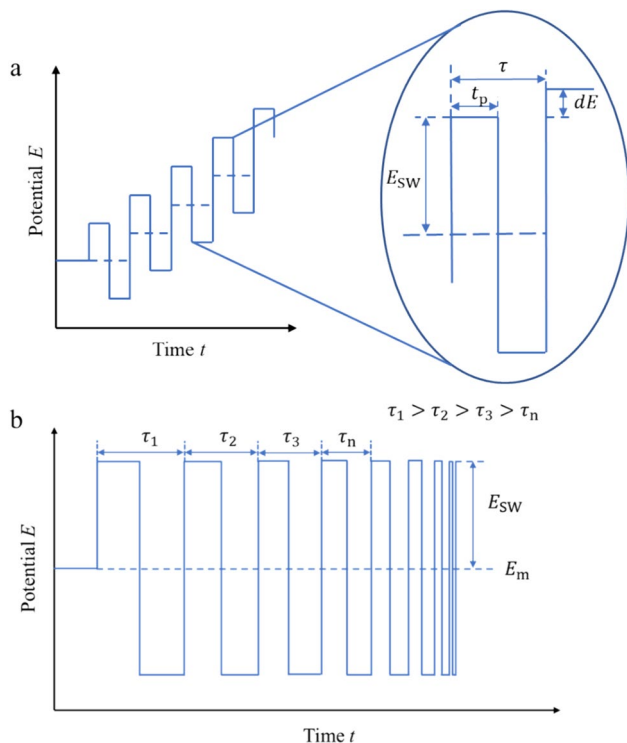 a
Potential E
Time t
τ
tp
dE
ESW
b
τ1 > τ2 > τ3 > τn
τ1
τ2
τ3
τn
ESW
Em
Potential E
Time t